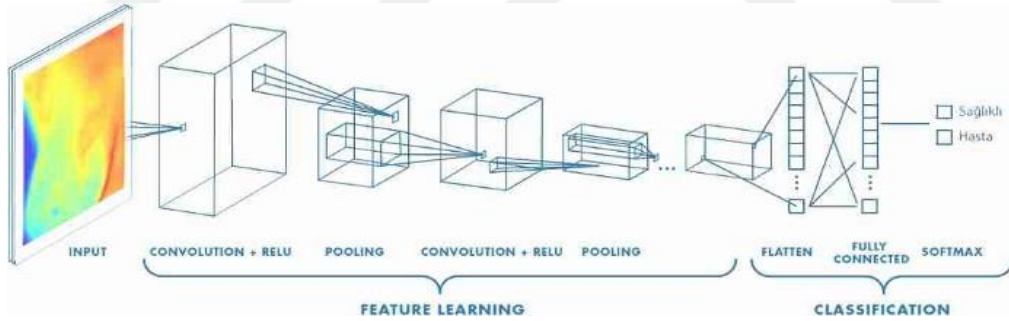 Sağlıklı
Hasta
INPUT
CONVOLUTION + RELU
POOLING
CONVOLUTION + RELU
POOLING
FLATTEN
FULLY
CONNECTED
SOFTMAX
FEATURE LEARNING
CLASSIFICATION